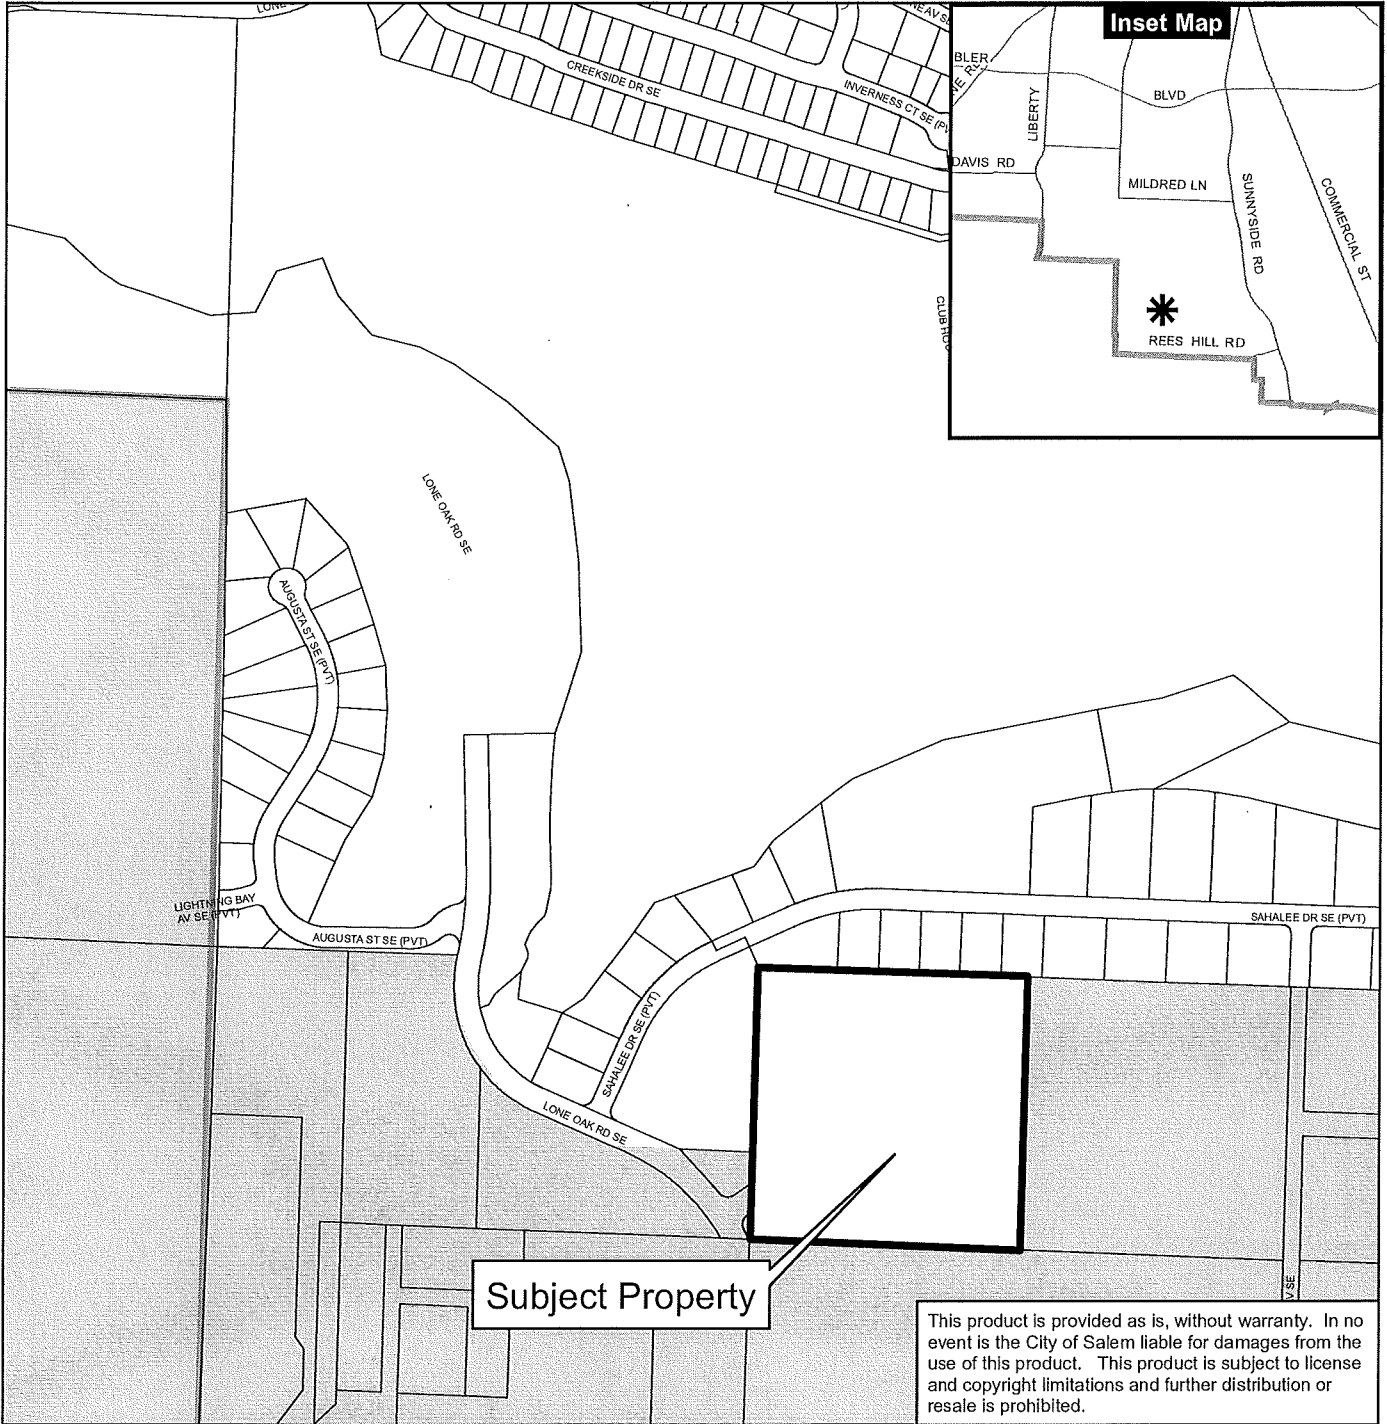 CREEKSIDE DR SE
INVERNESS CT SE
Inset Map
BLER
BLVD
LIBERTY
DAVIS RD
MILDRED LN
SUNNYSIDE RD
COMMERCIAL ST
REES HILL RD
LONE OAK RD SE
AUGUSTA ST SE (PVT)
LIGHTNING BAY
AV SE (PVT)
AUGUSTA ST SE (PVT)
SAHALEE DR SE (PVT)
SAHALEE DR SE (PVT)
LONE OAK RD SE
Subject Property
This product is provided as is, without warranty. In no
event is the City of Salem liable for damages from the
use of this product. This product is subject to license
and copyright limitations and further distribution or
resale is prohibited.